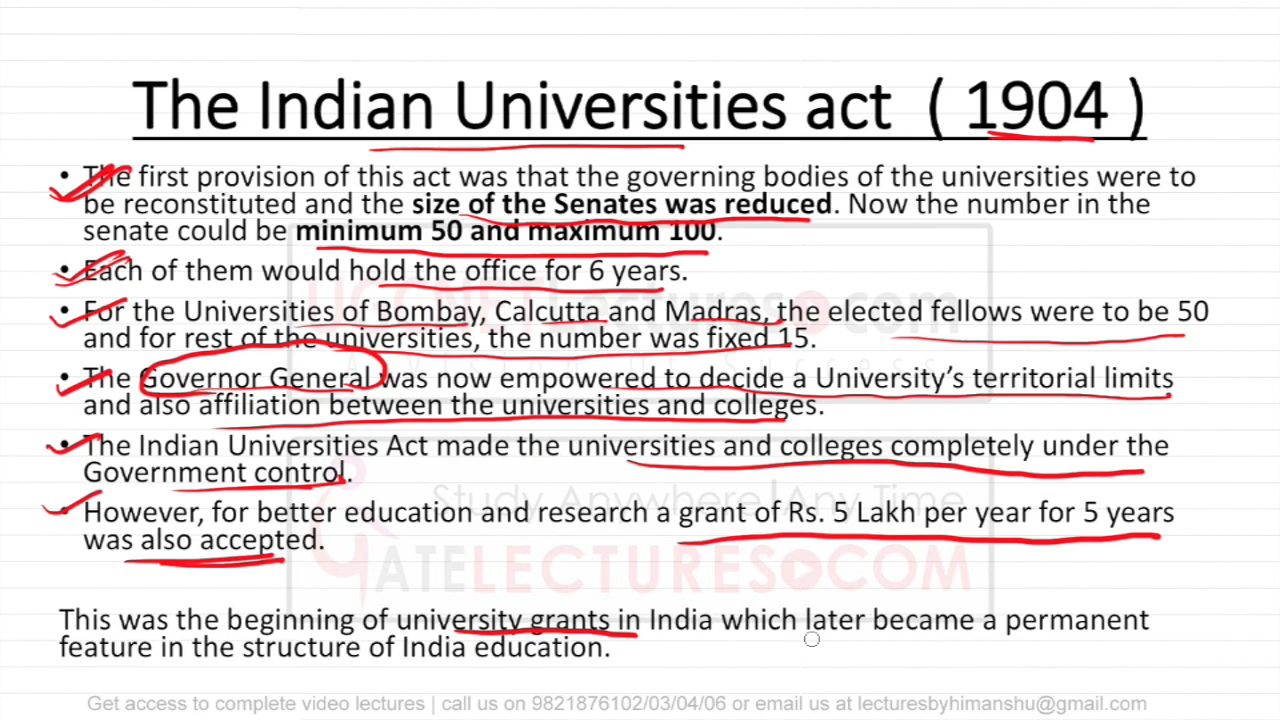 The Indian Universities act ( 1904 )
• The first provision of this act was that the governing bodies of the universities were to
be reconstituted and the size of the Senates was reduced. Now the number in the
senate could be minimum 50 and maximum 100.
• Each of them would hold the office for 6 years.
• For the Universities of Bombay, Calcutta and Madras, the elected fellows were to be 50
and for rest of the universities, the number was fixed 15.
• The Governor General was now empowered to decide a University's territorial limits
and also affiliation between the universities and colleges.
• The Indian Universities Act made the universities and colleges completely under the
Government control.
• However, for better education and research a grant of Rs. 5 Lakh per year for 5 years
was also accepted.
Study Anywhere|Any Time
ATELECTURES COM
This was the beginning of university grants in India which later became a permanent
feature in the structure of India education.
Get access to complete video lectures | call us on 9821876102/03/04/06 or email us at lecturesbyhimanshu@gmail.com